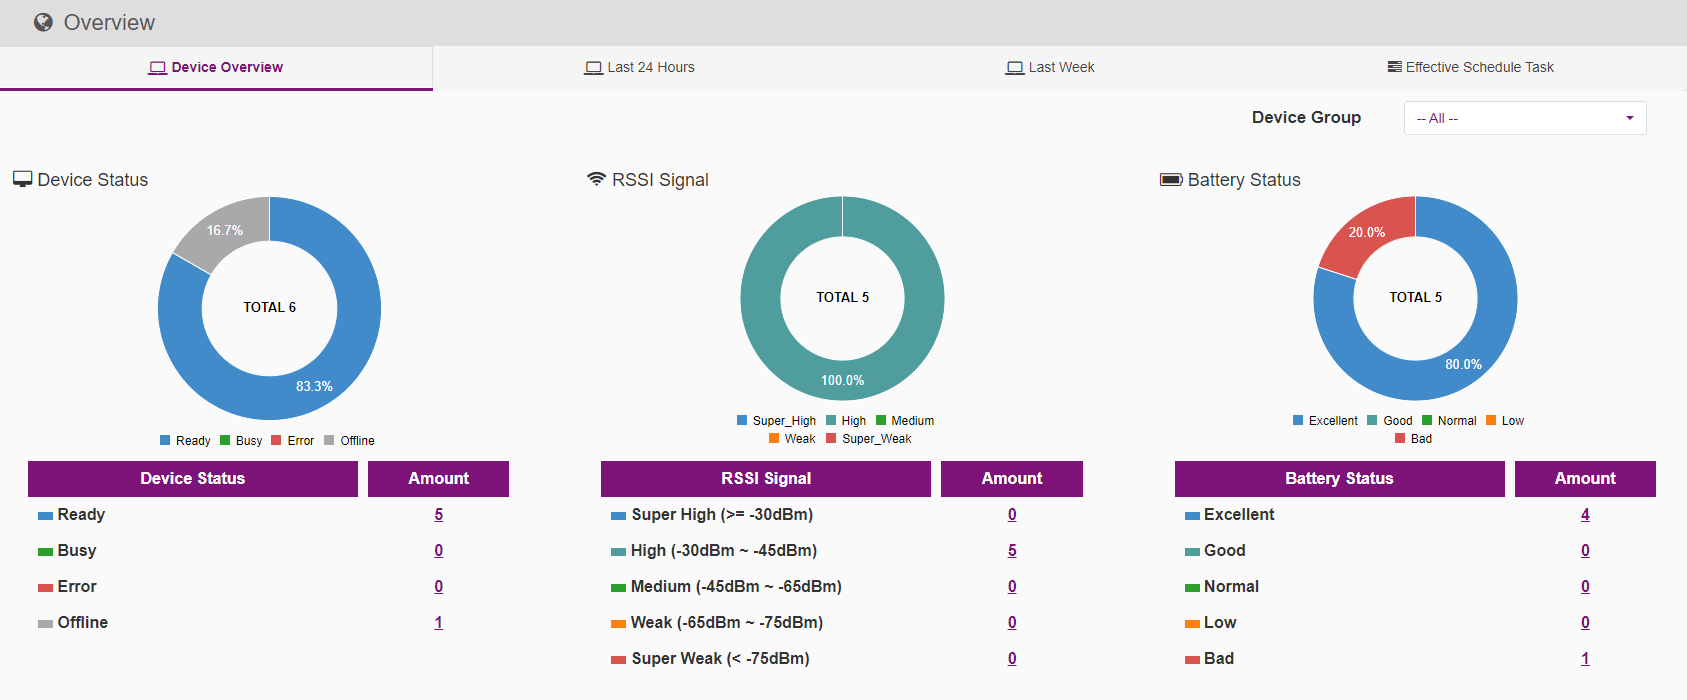 Overview
Device Overview
Last 24 Hours
Last Week
Effective Schedule Task
Device Group
-- All --
Device Status
16.7%
TOTAL 6
83.3%
Ready Busy Error Offline
Device Status Amount
Ready 5
Busy 0
Error 0
Offline 1
RSSI Signal
TOTAL 5
100.0%
Super_High High Medium
Weak Super_Weak
RSSI Signal Amount
Super High (>= -30dBm) 0
High (-30dBm ~ -45dBm) 5
Medium (-45dBm ~ -65dBm) 0
Weak (-65dBm ~ -75dBm) 0
Super Weak (< -75dBm) 0
Battery Status
20.0%
TOTAL 5
80.0%
Excellent Good Normal Low
Bad
Battery Status Amount
Excellent 4
Good 0
Normal 0
Low 0
Bad 1